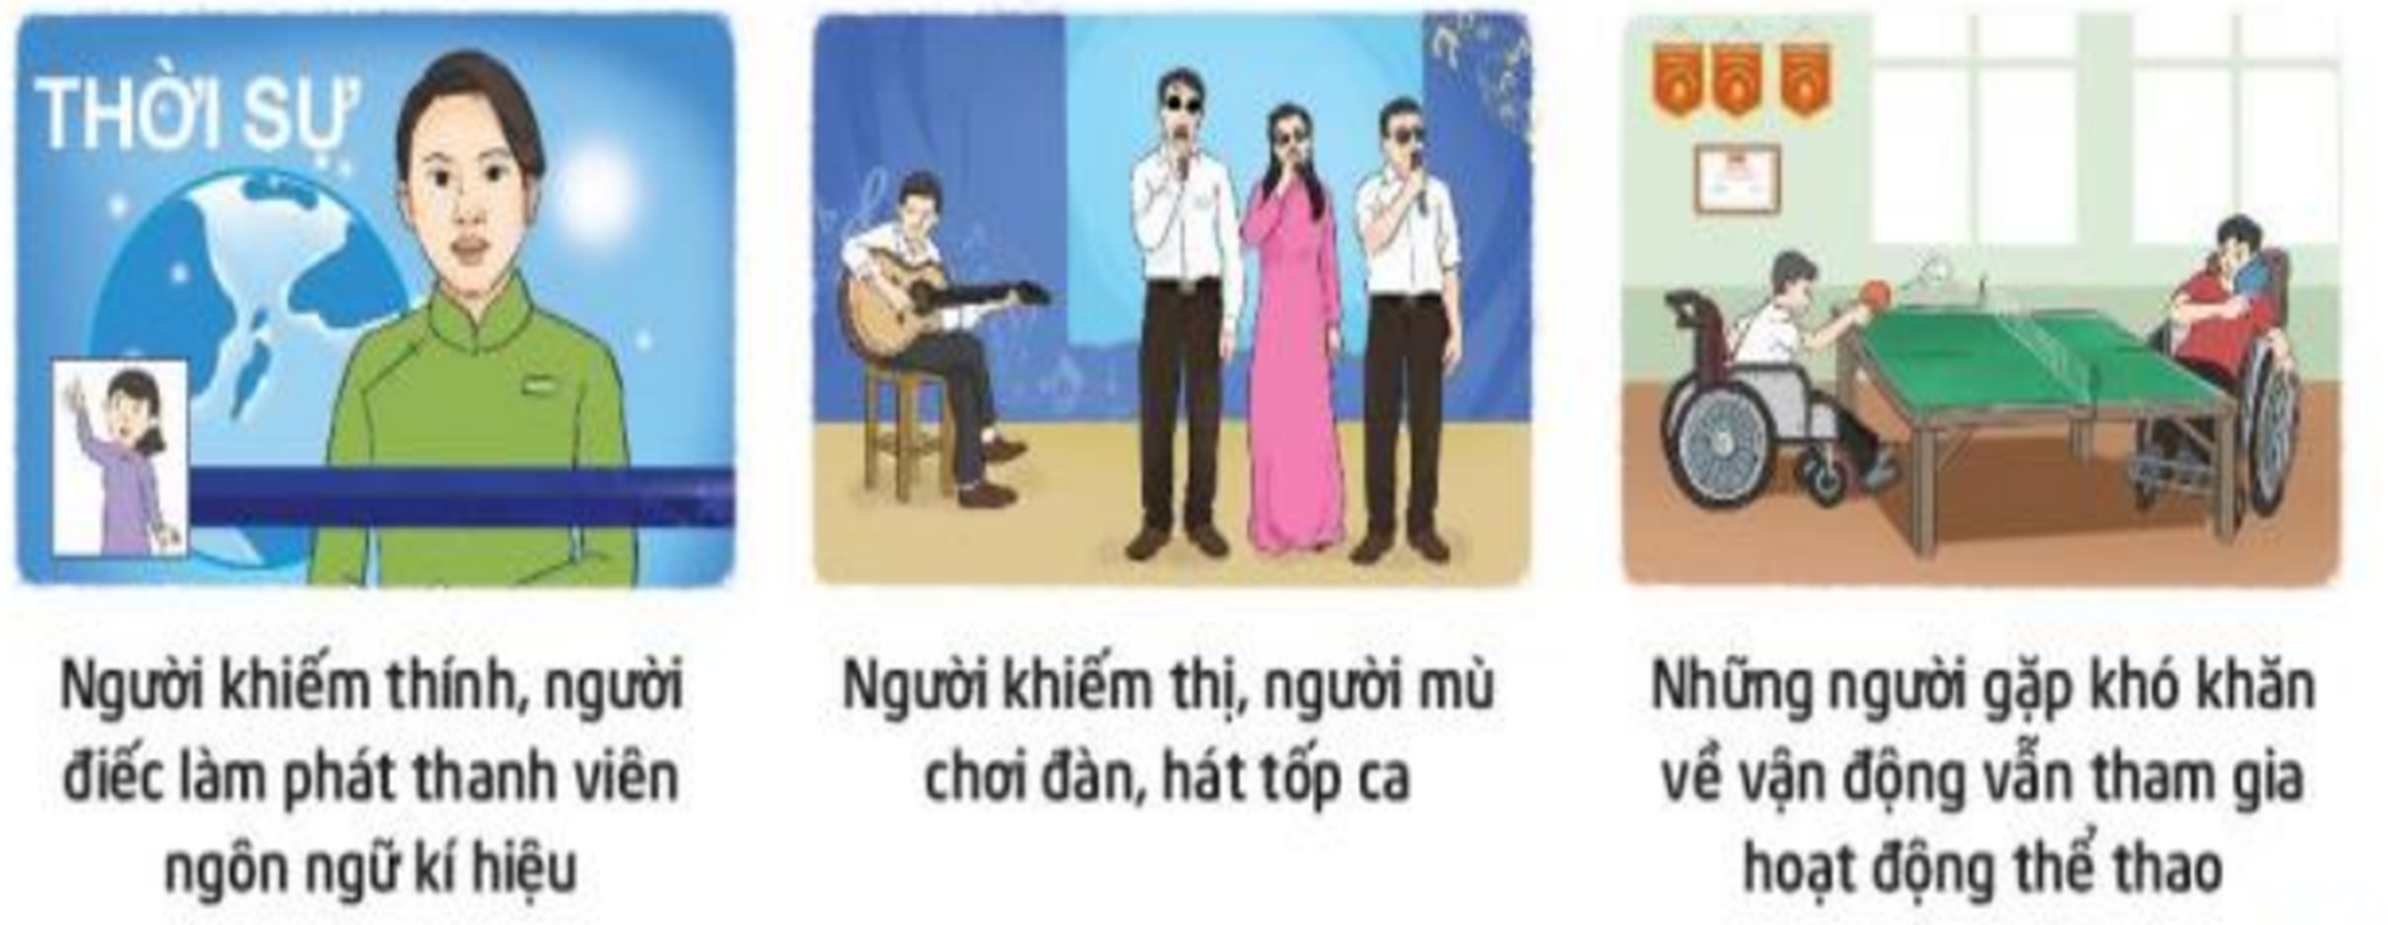 THỜI SỰ
Người khiếm thính, người
điếc làm phát thanh viên
ngôn ngữ kí hiệu
Người khiếm thị, người mù
chơi đàn, hát tốp ca
Những người gặp khó khăn
về vận động vẫn tham gia
hoạt động thể thao